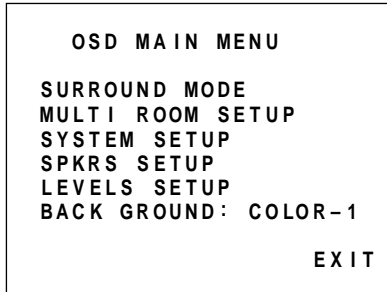 OSD MAIN MENU
SURROUND MODE
MULTI ROOM SETUP
SYSTEM SETUP
SPKRS SETUP
LEVELS SETUP
BACK GROUND: COLOR-1
EXIT